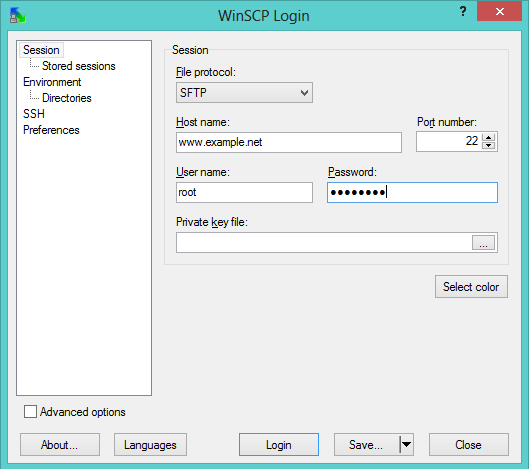 WinSCP Login
?
Session
Stored sessions
Environment
Directories
SSH
Preferences
Session
File protocol:
SFTP
Host name:
Port number:
www.example.net
22
User name:
Password:
root
●●●●●●●●
Private key file:
...
Select color
Advanced options
About...
Languages
Login
Save...
Close